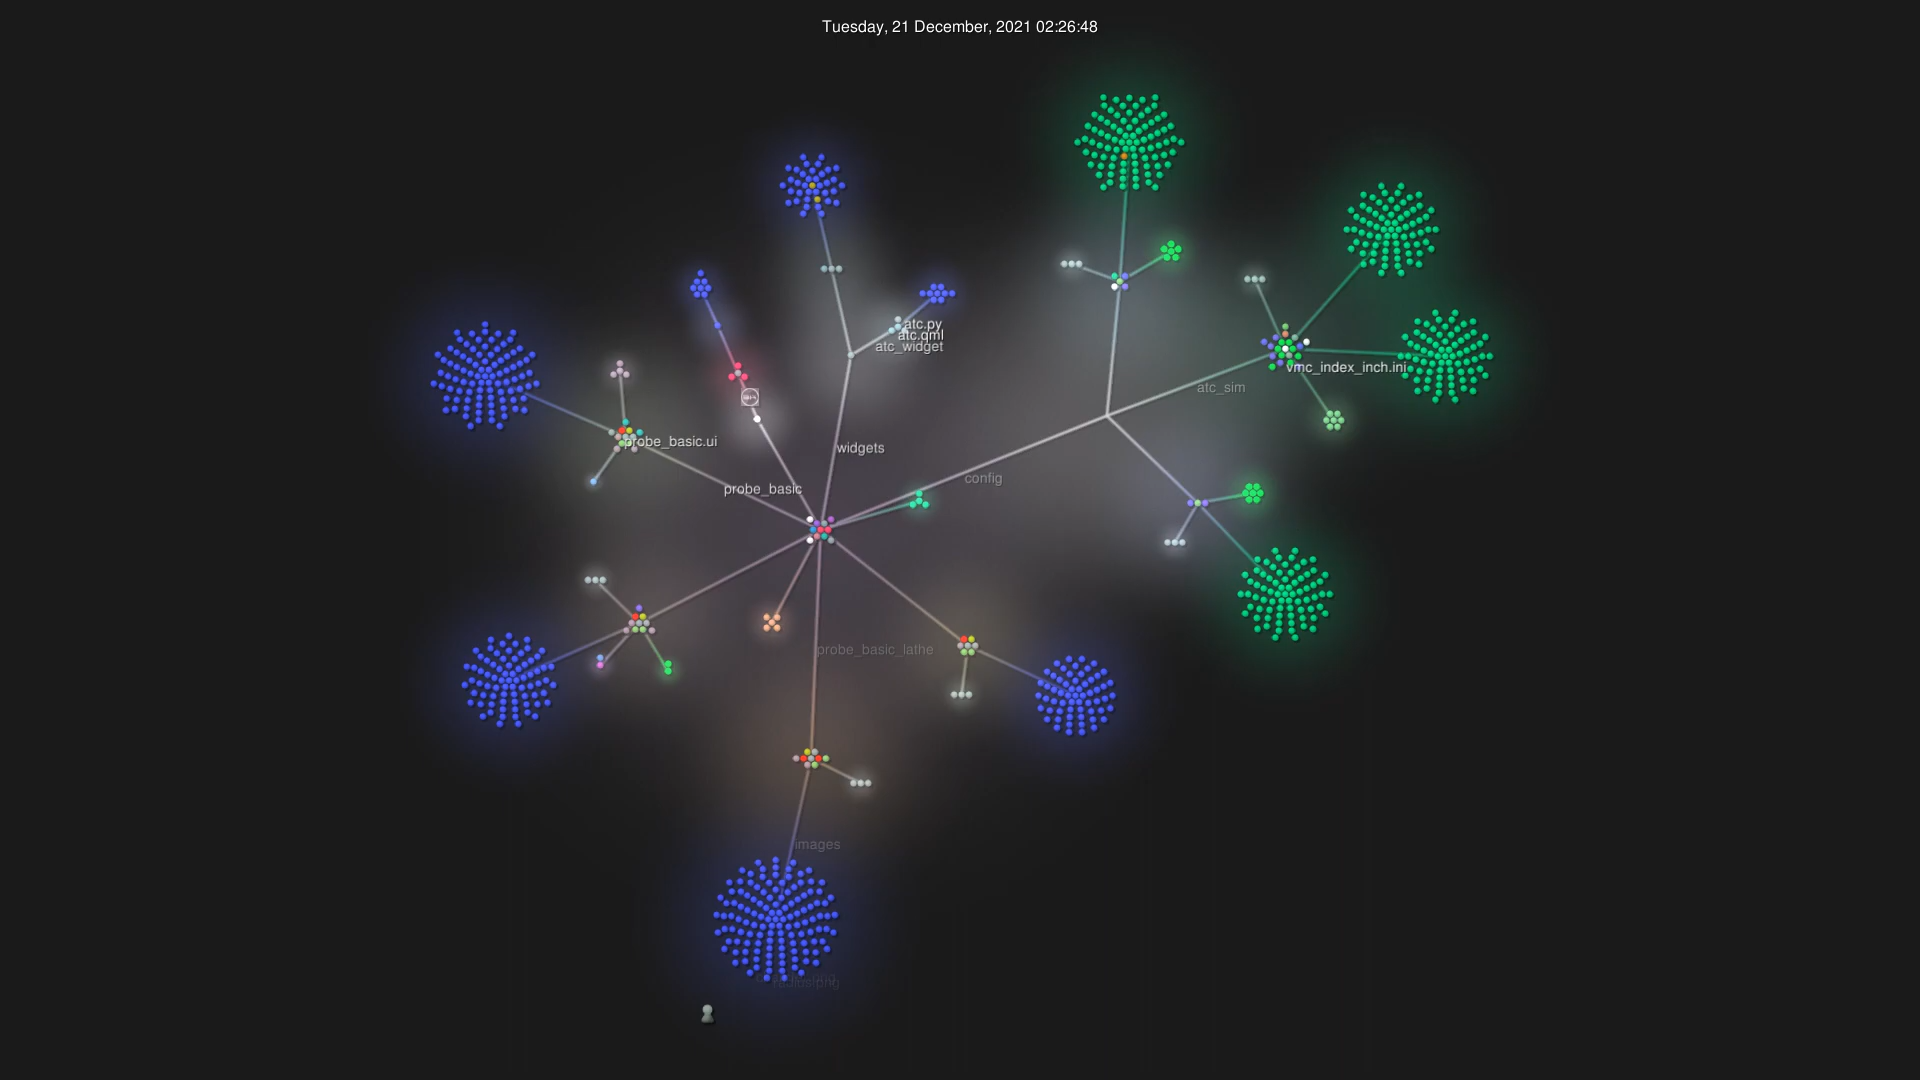 Tuesday, 21 December, 2021 02:26:48
atc.py
atc.qml
atc_widget
vmc_index_inch.ini
atc_sim
probe_basic.ui
widgets
config
probe_basic
probe_basic_lathe
images